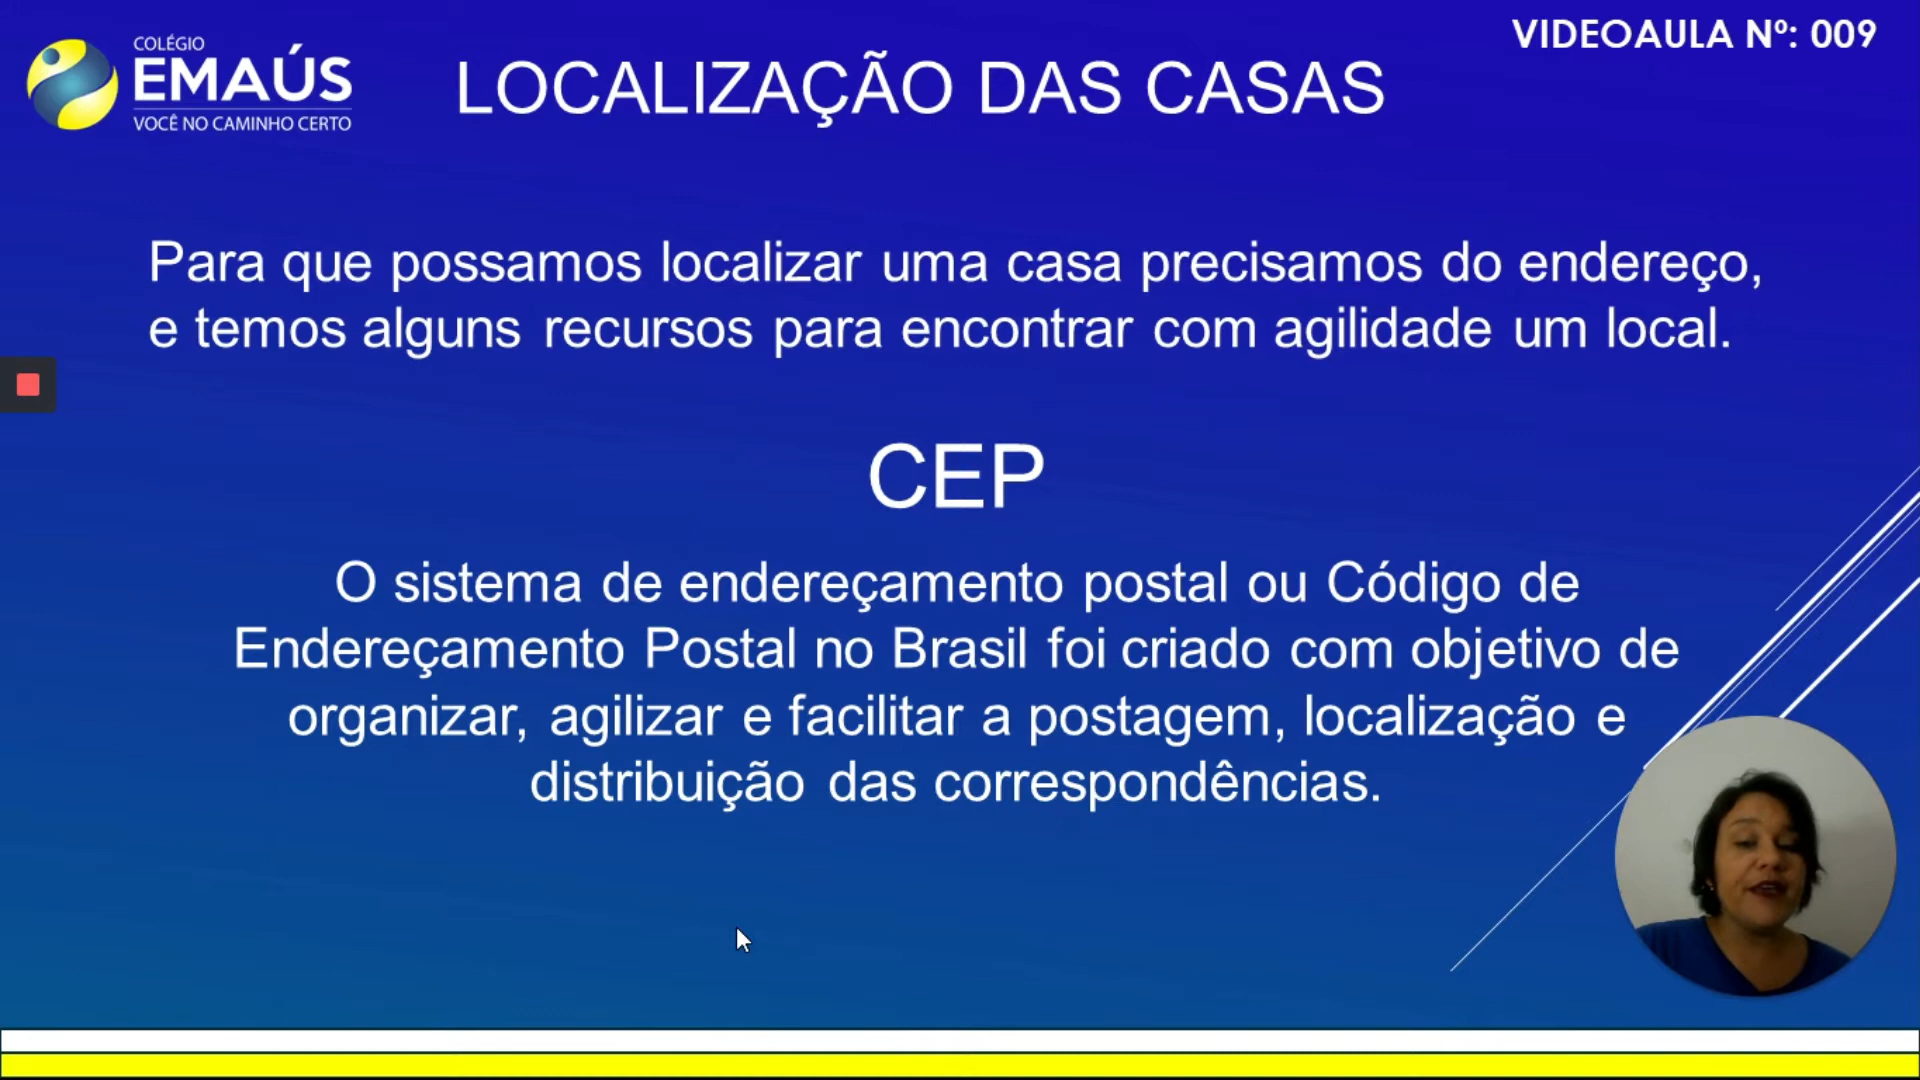 COLÉGIO
EMAÚS
VOCÊ NO CAMINHO CERTO
LOCALIZAÇÃO DAS CASAS
VIDEOAULA Nº: 009
Para que possamos localizar uma casa precisamos do endereço,
e temos alguns recursos para encontrar com agilidade um local.
CEP
O sistema de endereçamento postal ou Código de
Endereçamento Postal no Brasil foi criado com objetivo de
organizar, agilizar e facilitar a postagem, localização e
distribuição das correspondências.